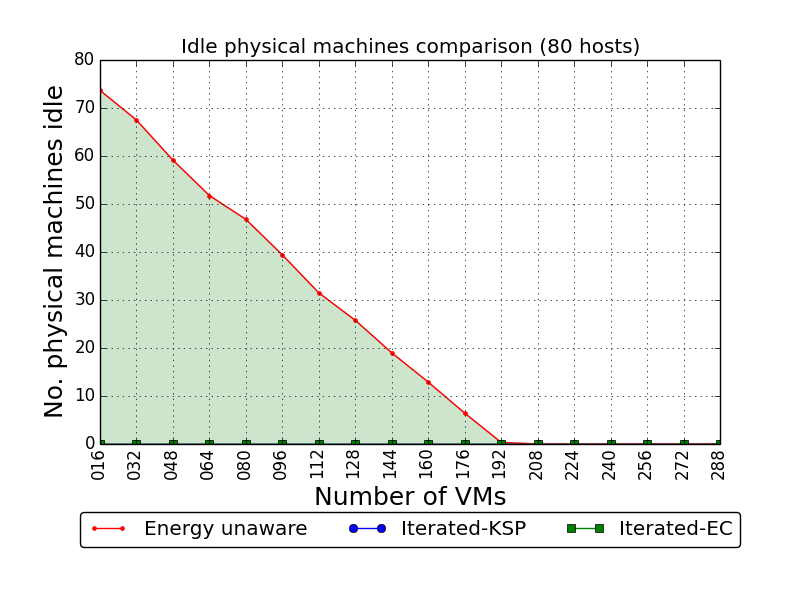 Idle physical machines comparison (80 hosts)
80
70
60
50
40
30
20
10
0
No. physical machines idle
016 032 048 064 080 096 112 128 144 160 176 192 208 224 240 256 272 288
Number of VMs
Energy unaware Iterated-KSP Iterated-EC